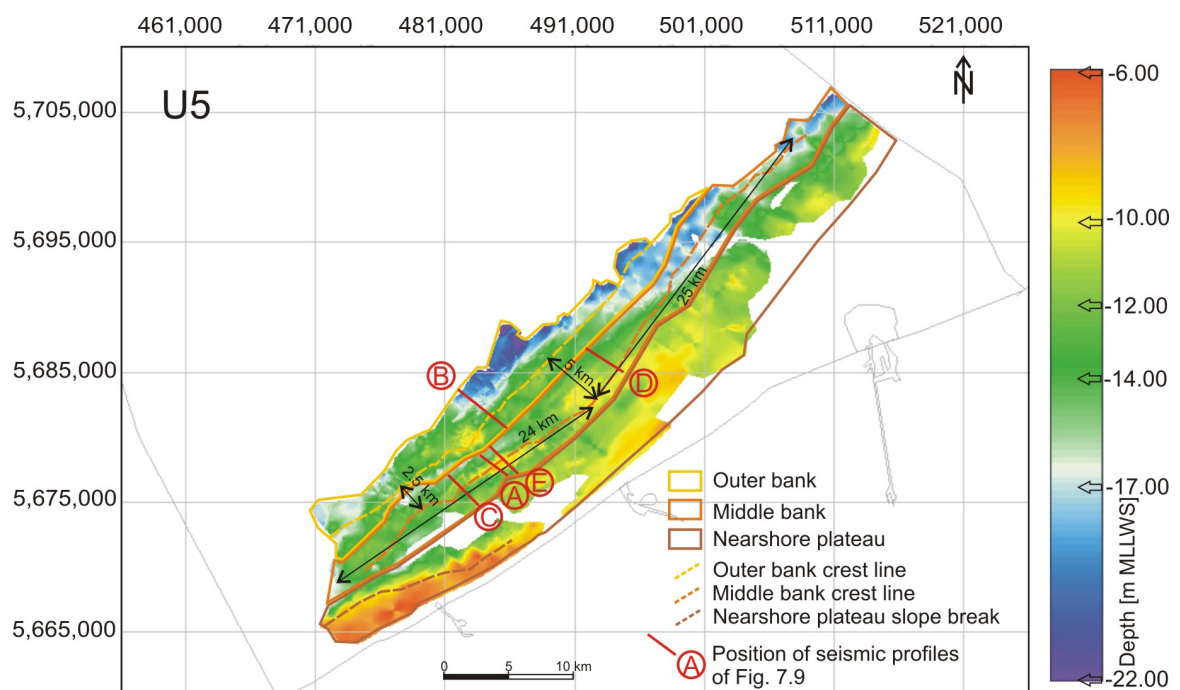 461,000 471,000 481,000 491,000 501,000 511,000 521,000
U5
N
5,705,000
5,695,000
5,685,000
5,675,000
5,665,000
25 km
5 km
24 km
2.5 km
B
D
A
E
C
Outer bank
Middle bank
Nearshore plateau
Outer bank crest line
Middle bank crest line
Nearshore plateau slope break
A Position of seismic profiles
of Fig. 7.9
0 5 10 km
-6.00
-10.00
-12.00
-14.00
-17.00
-22.00
Depth [m MLLWS]